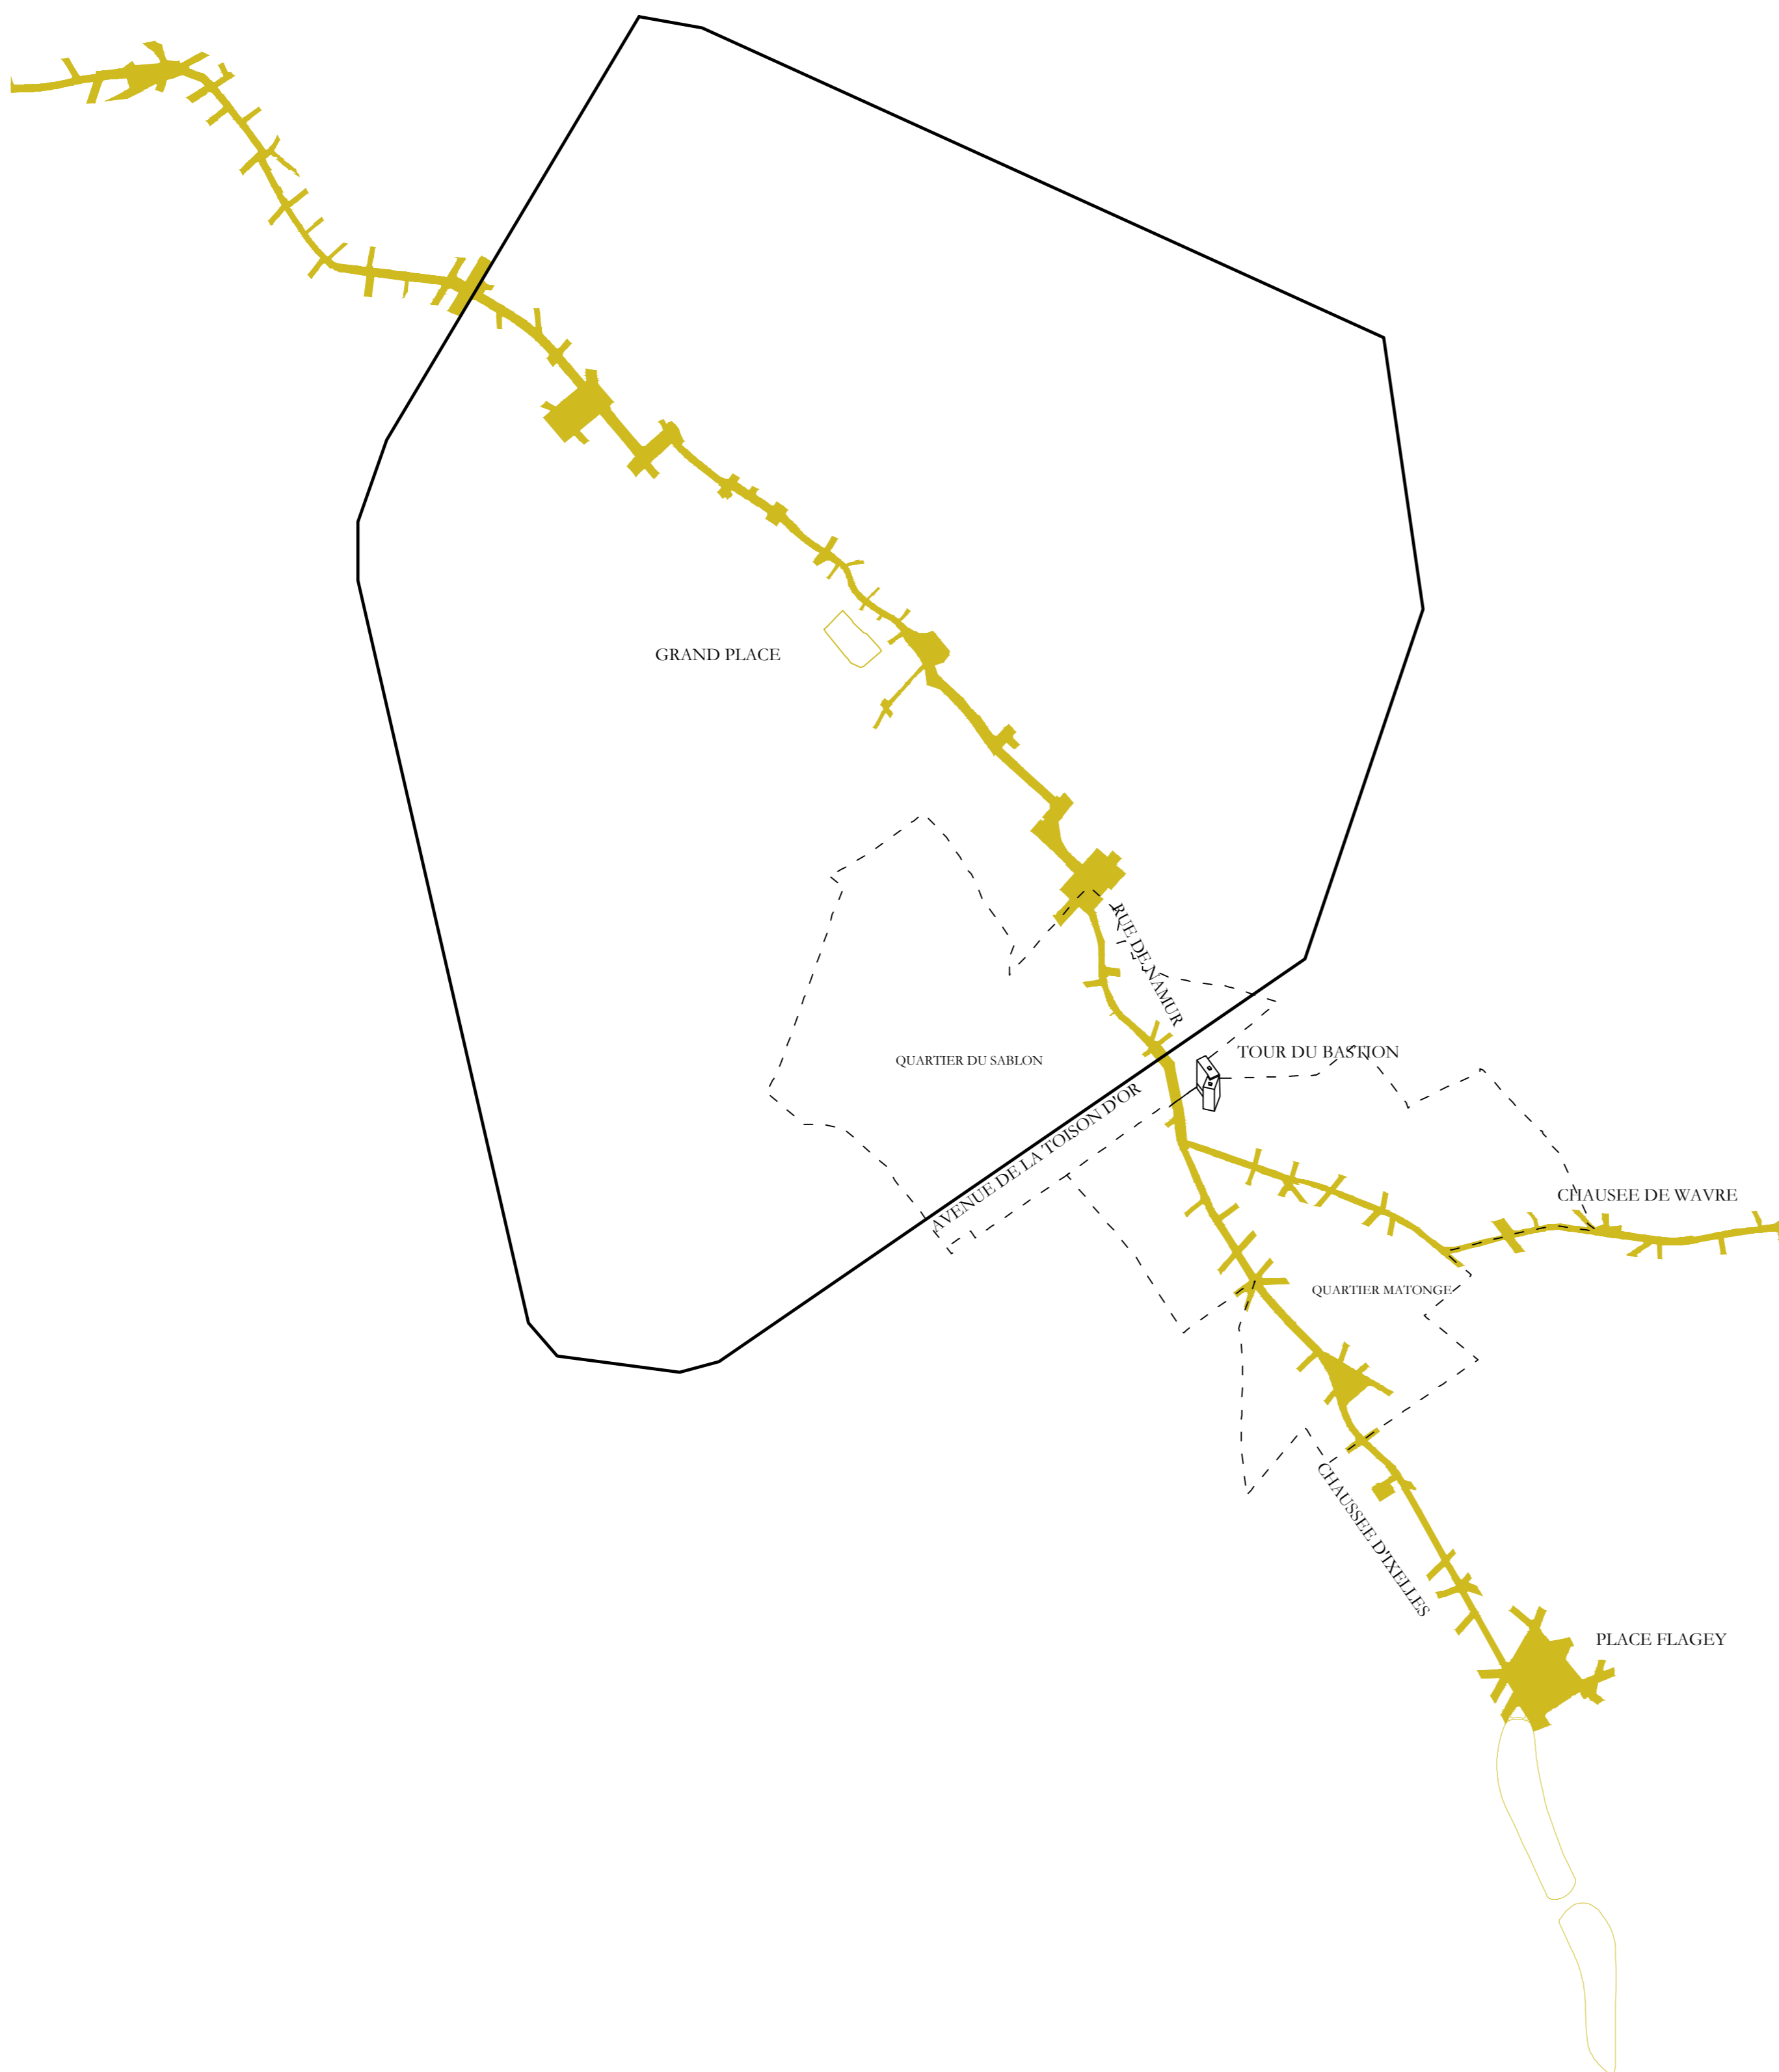 GRAND PLACE
RUE DE NAMUR
TOUR DU BASTION
QUARTIER DU SABLON
AVENUE DE LA TOISON D'OR
CHAUSEE DE WAVRE
QUARTIER MATONGE
CHAUSSEE D'IXELLES
PLACE FLAGEY